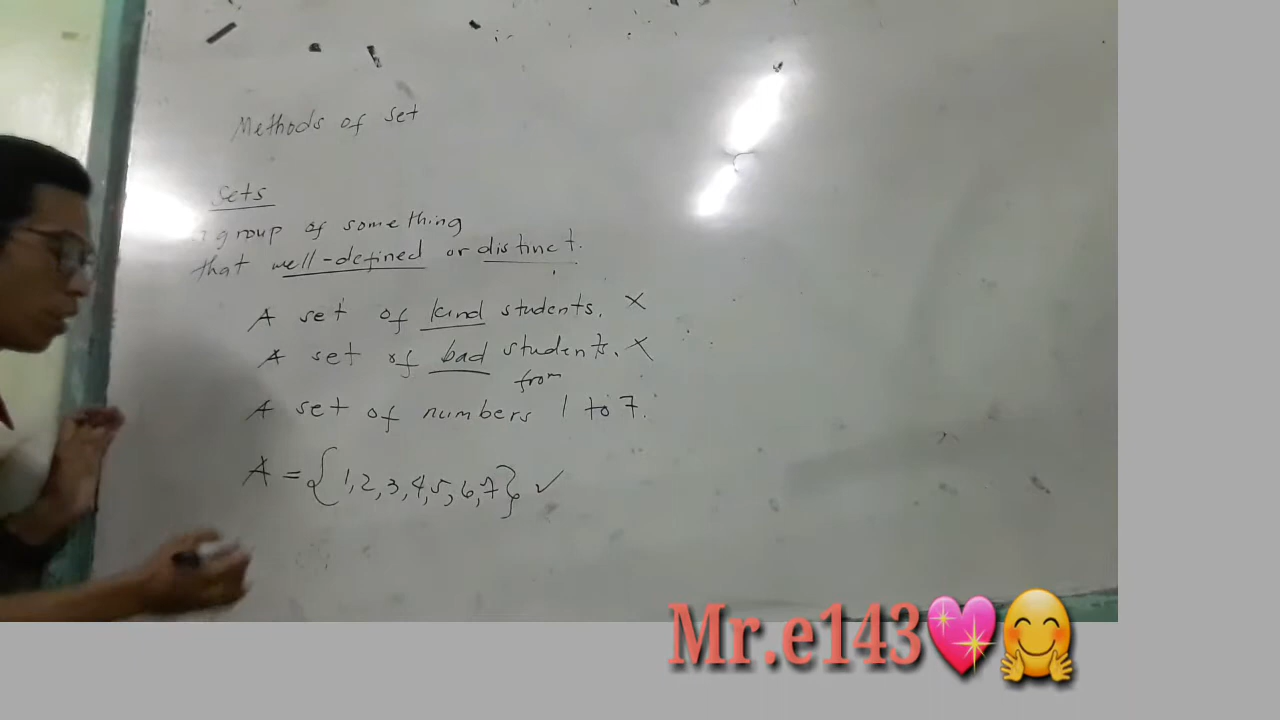 Methods of set
Sets
a group of something
that well-defined or distinct.
A set of kind students. X
A set of bad students. X
from
A set of numbers 1 to 7.
A = {1,2,3,4,5,6,7} ✓
Mr.e143💖🤗